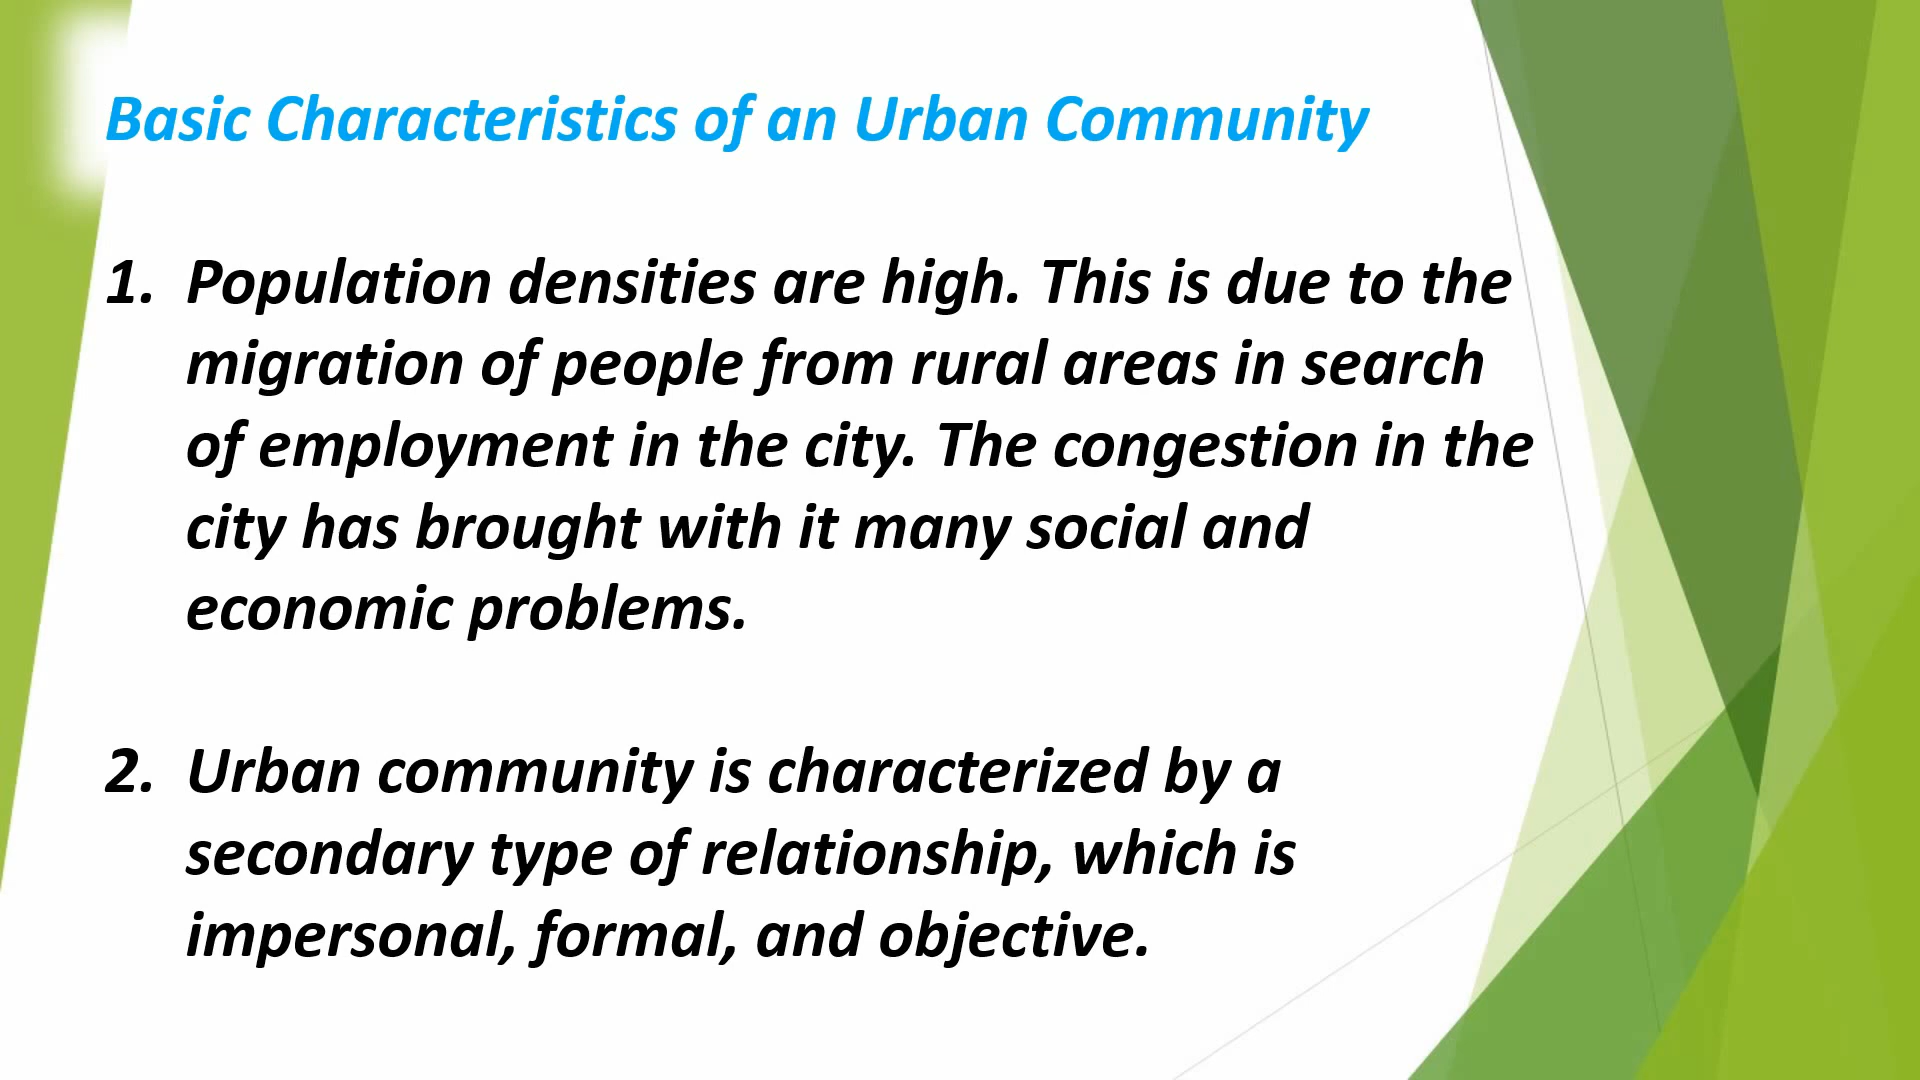 Basic Characteristics of an Urban Community
1. Population densities are high. This is due to the
migration of people from rural areas in search
of employment in the city. The congestion in the
city has brought with it many social and
economic problems.
2. Urban community is characterized by a
secondary type of relationship, which is
impersonal, formal, and objective.